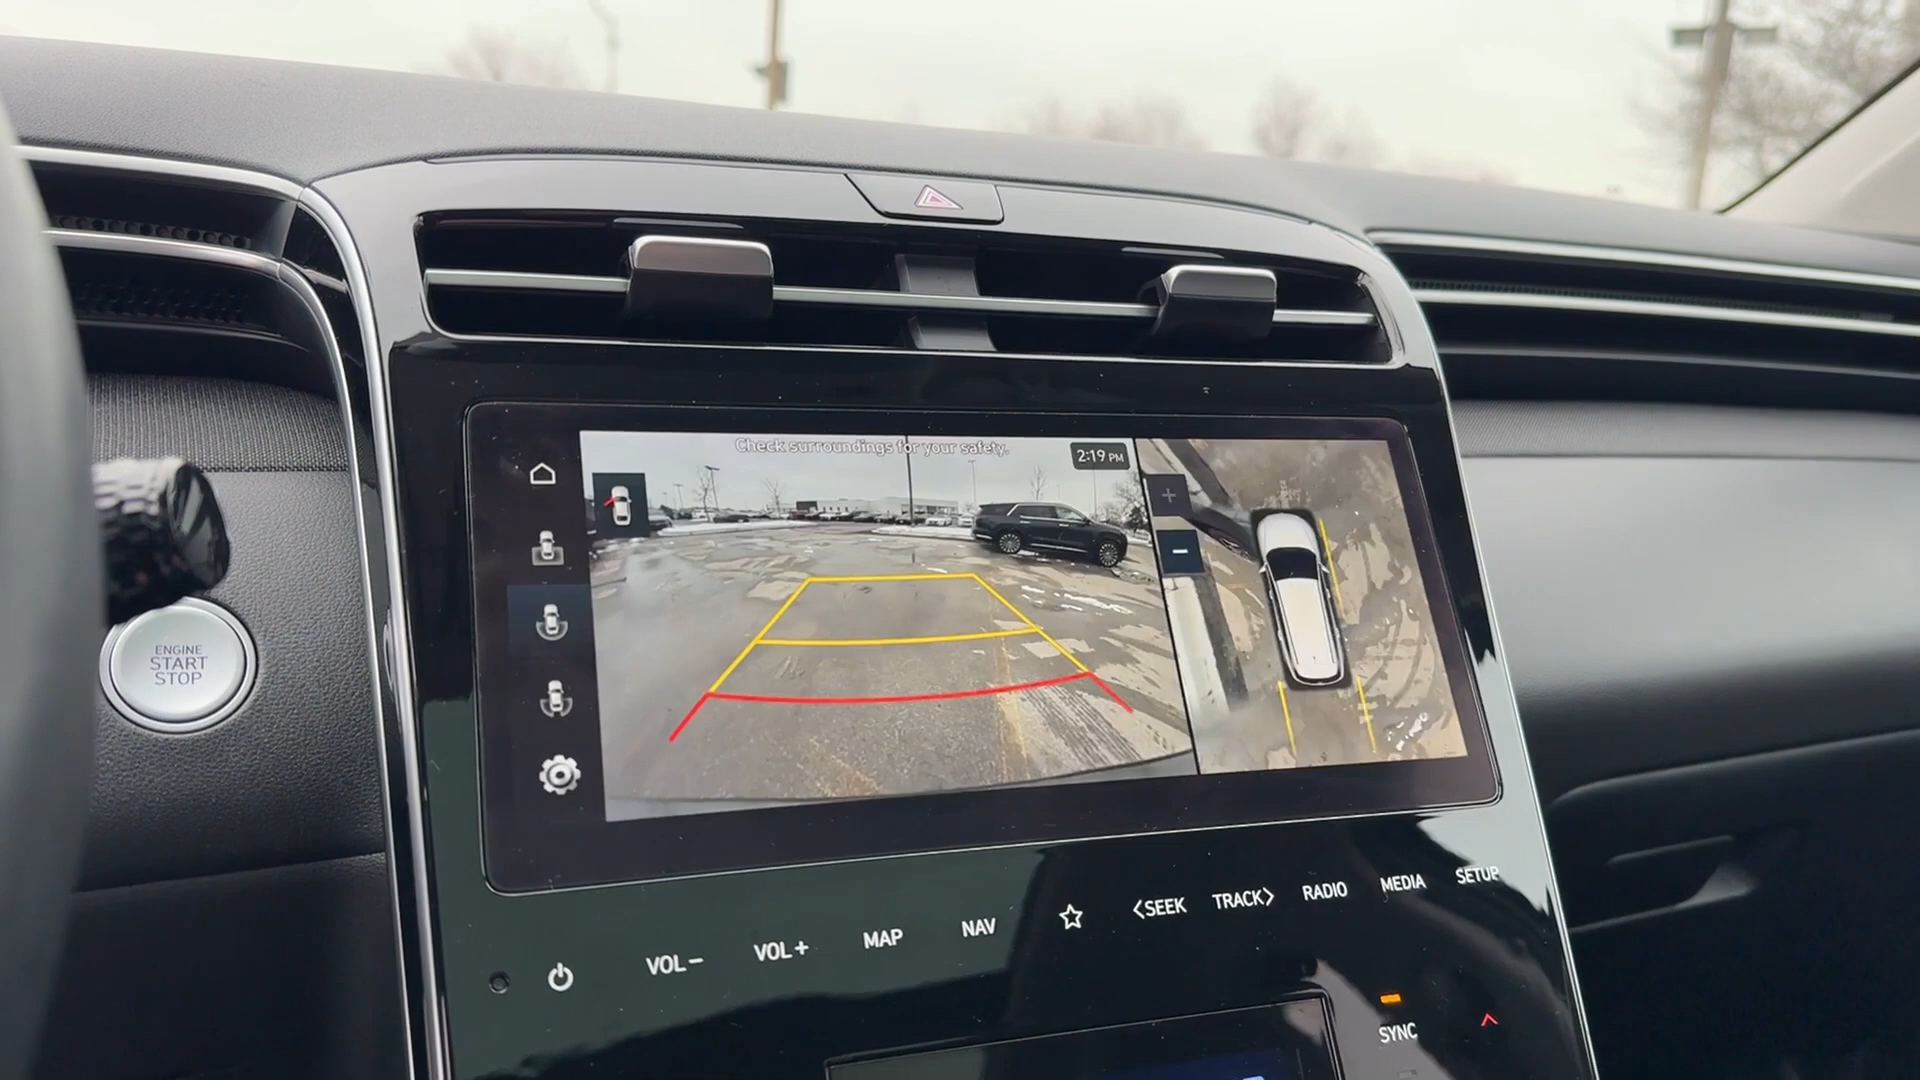 Check surroundings for your safety.
2:19 PM
+
−
ENGINE
START
STOP
VOL−
VOL+
MAP
NAV
<SEEK
TRACK>
RADIO
MEDIA
SETUP
SYNC